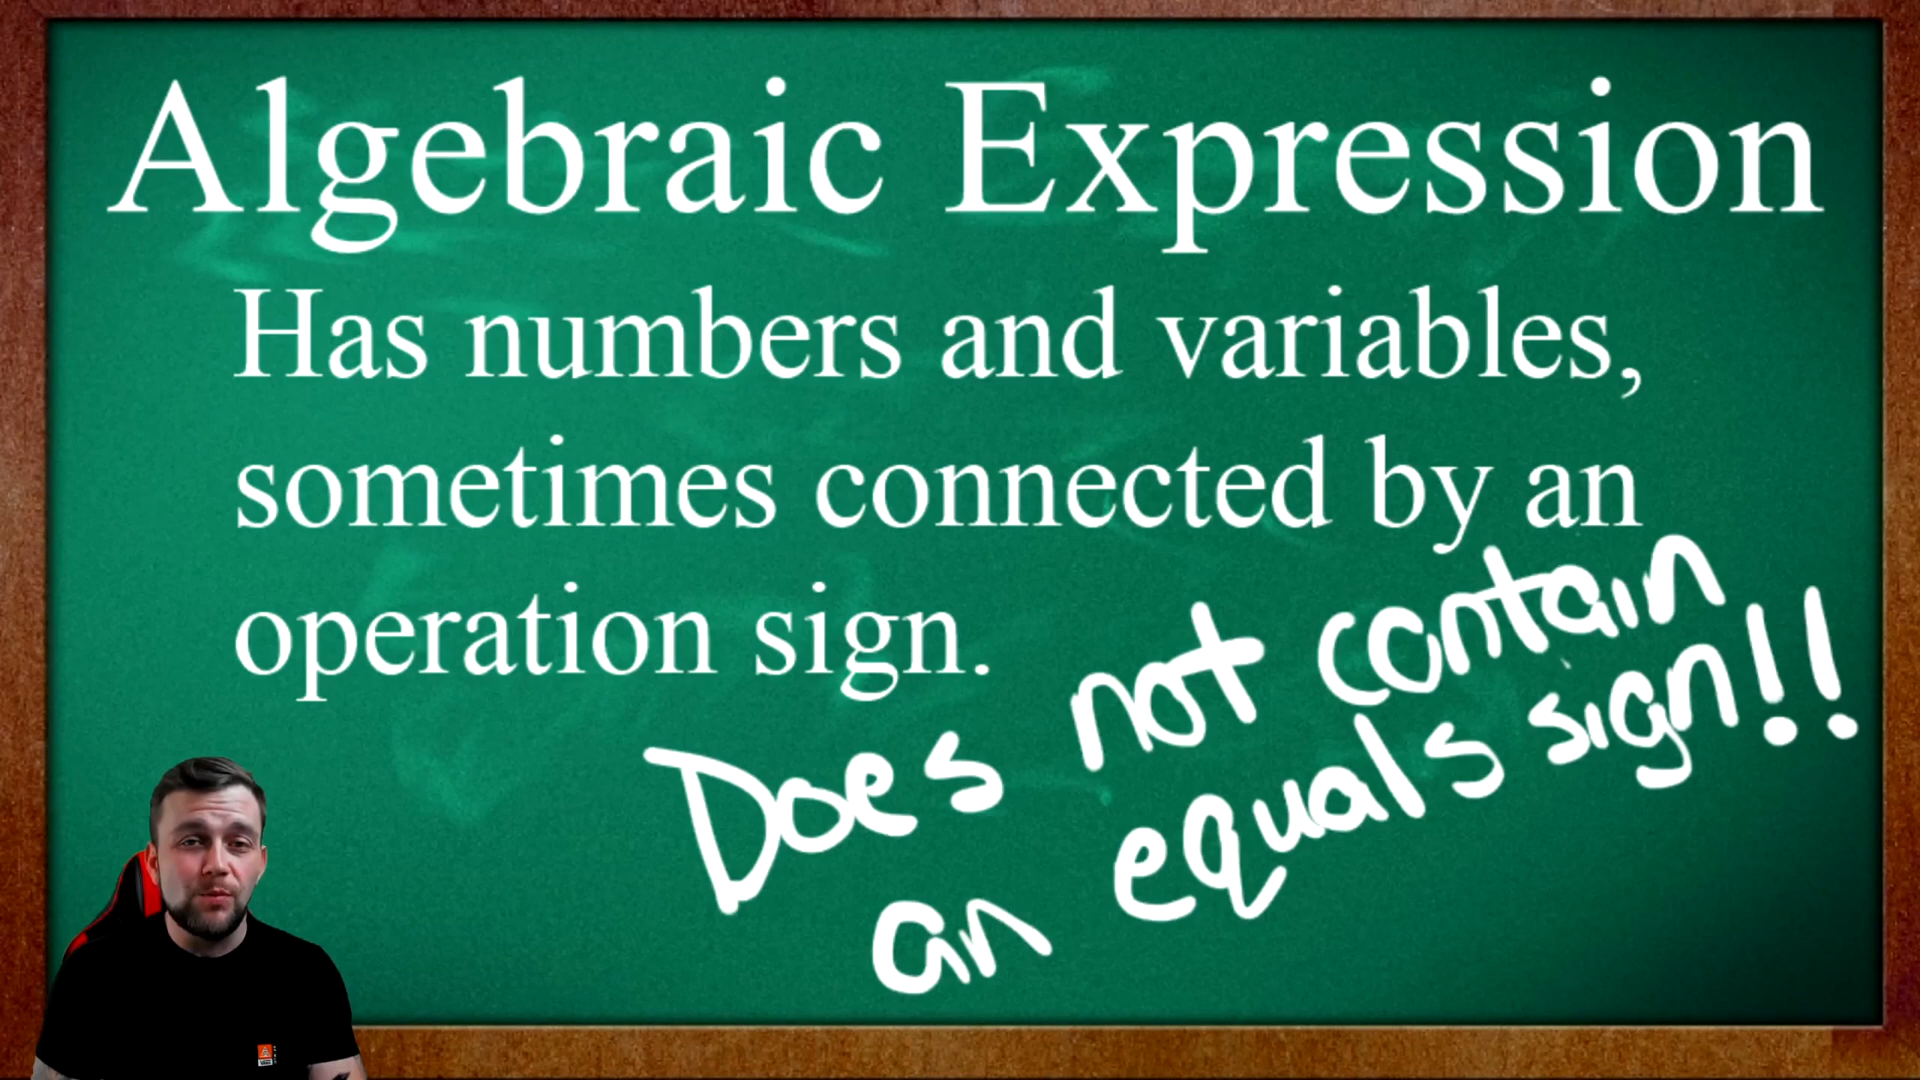 Algebraic Expression
Has numbers and variables,
sometimes connected by an
operation sign.
Does not contain
an equals sign!!